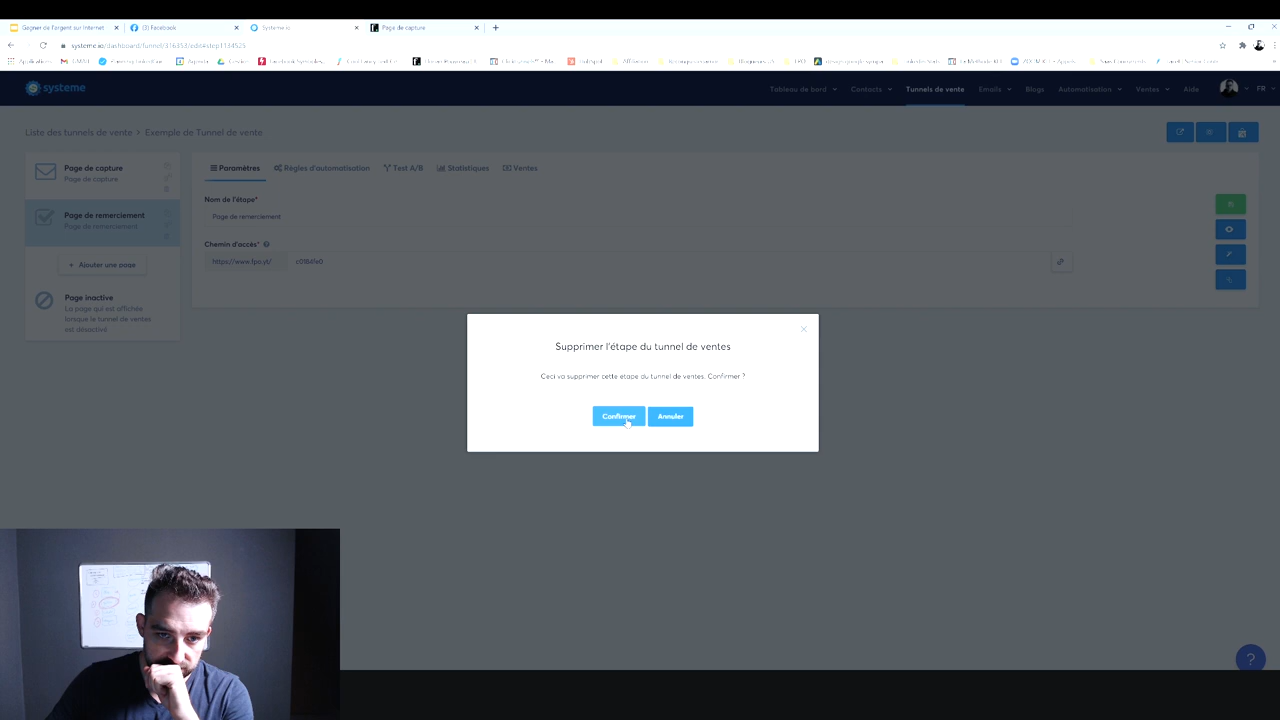 Gagner de l'argent sur Internet
(3) Facebook
Systeme.io
Page de capture
systeme.io/dashboard/funnel/316353/edit#step1134525
Applications
GMAIL
Agenda
Affiliation
systeme
Tableau de bord
Contacts
Tunnels de vente
Emails
Blogs
Automatisation
Ventes
Aide
FR
Liste des tunnels de vente > Exemple de Tunnel de vente
Page de capture
Page de capture
Page de remerciement
Page de remerciement
+ Ajouter une page
Page inactive
La page qui est affichée
lorsque le tunnel de ventes
est désactivé
Paramètres
Règles d'automatisation
Test A/B
Statistiques
Ventes
Nom de l'étape*
Page de remerciement
Chemin d'accès*
https://www.fpo.yt/
c0184fe0
Supprimer l'étape du tunnel de ventes
Ceci va supprimer cette étape du tunnel de ventes. Confirmer ?
Confirmer
Annuler
?